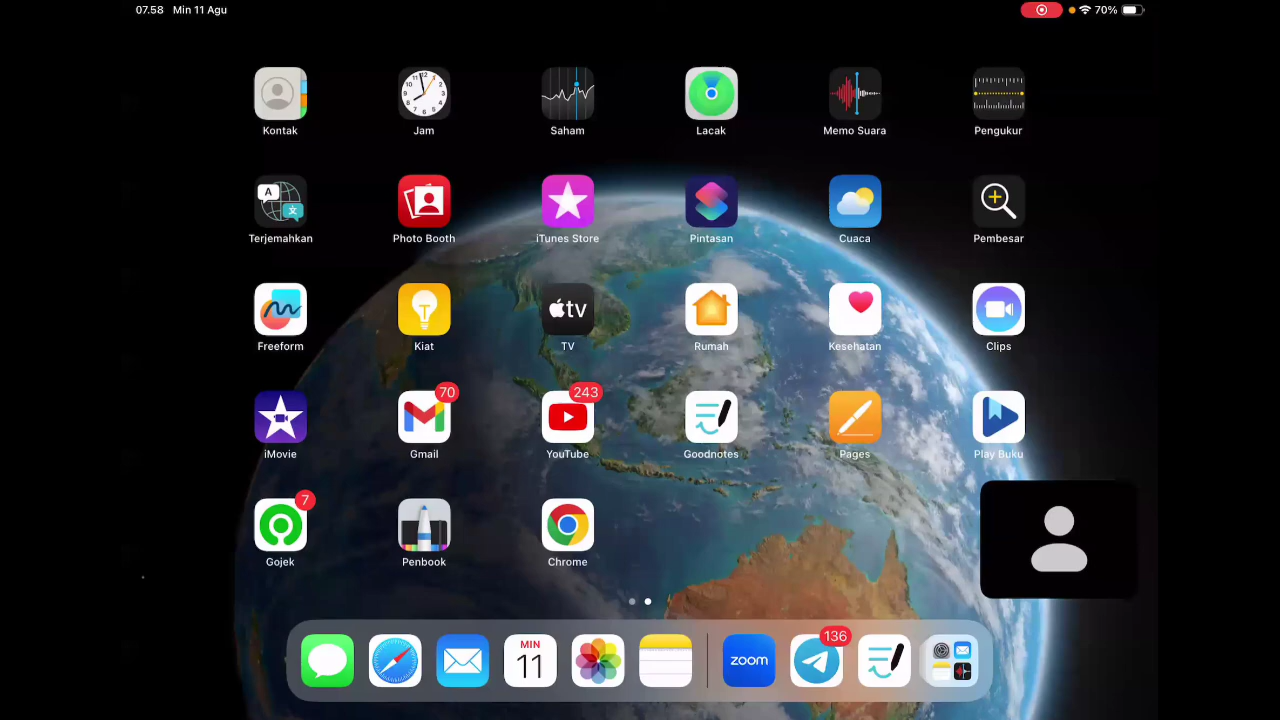 07.58 Min 11 Agu
70%
Kontak Jam Saham Lacak Memo Suara Pengukur
Terjemahkan Photo Booth iTunes Store Pintasan Cuaca Pembesar
tv
Freeform Kiat TV Rumah Kesehatan Clips
70 243
iMovie Gmail YouTube Goodnotes Pages Play Buku
7
Gojek Penbook Chrome
MIN
11
zoom
136